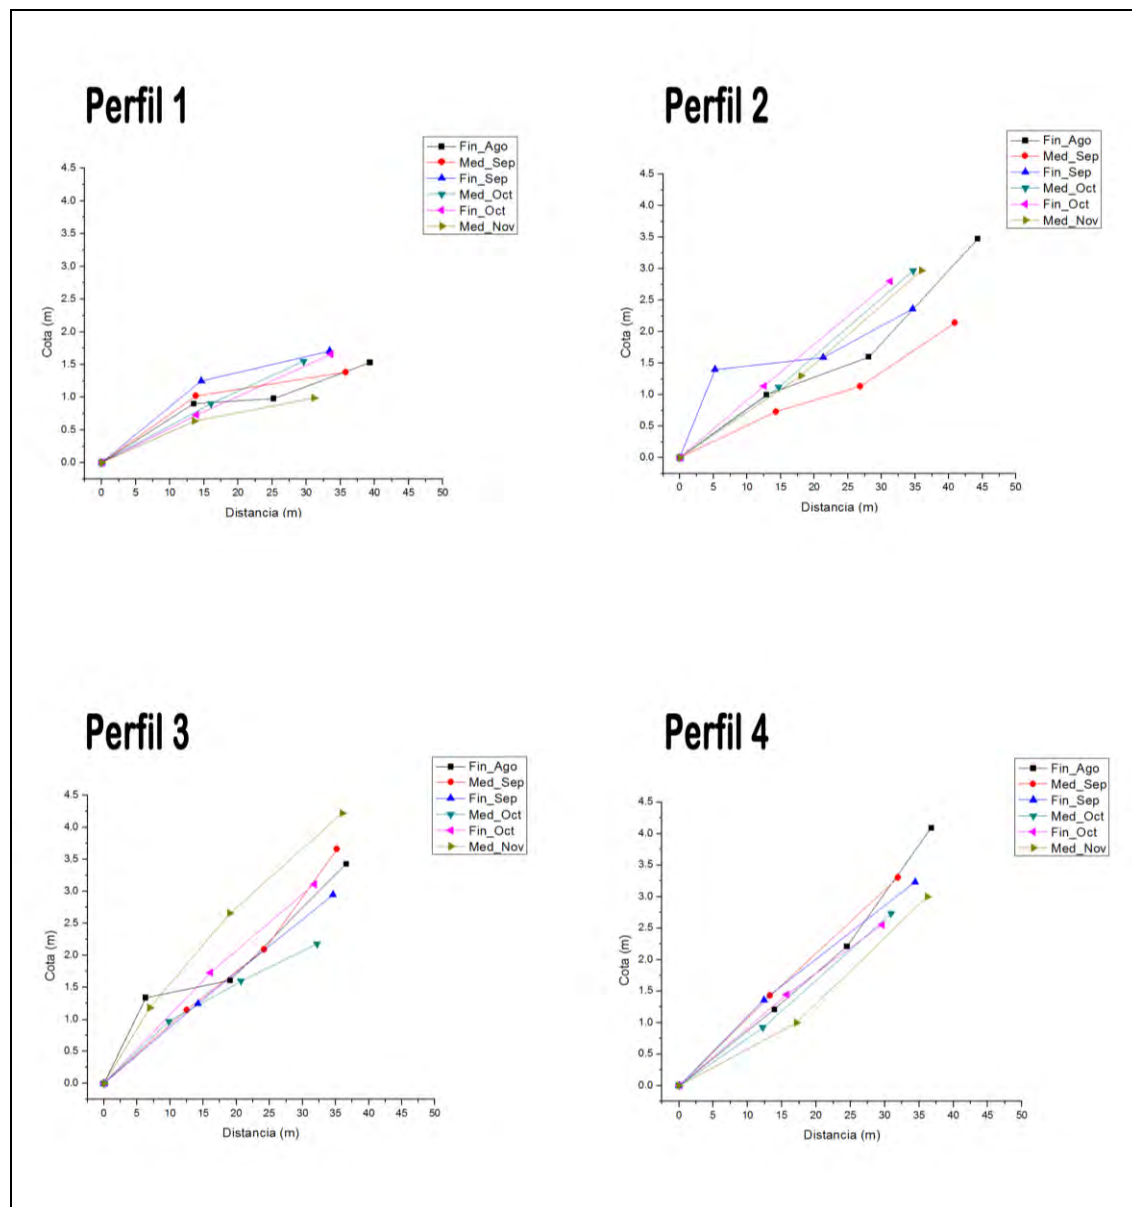 Perfil 1
Fin_Ago
Med_Sep
Fin_Sep
Med_Oct
Fin_Oct
Med_Nov
4.5
4.0
3.5
3.0
2.5
2.0
1.5
1.0
0.5
0.0
Cota (m)
0 5 10 15 20 25 30 35 40 45 50
Distancia (m)
Perfil 2
Fin_Ago
Med_Sep
Fin_Sep
Med_Oct
Fin_Oct
Med_Nov
4.5
4.0
3.5
3.0
2.5
2.0
1.5
1.0
0.5
0.0
Cota (m)
0 5 10 15 20 25 30 35 40 45 50
Distancia (m)
Perfil 3
Fin_Ago
Med_Sep
Fin_Sep
Med_Oct
Fin_Oct
Med_Nov
4.5
4.0
3.5
3.0
2.5
2.0
1.5
1.0
0.5
0.0
Cota (m)
0 5 10 15 20 25 30 35 40 45 50
Distancia (m)
Perfil 4
Fin_Ago
Med_Sep
Fin_Sep
Med_Oct
Fin_Oct
Med_Nov
4.5
4.0
3.5
3.0
2.5
2.0
1.5
1.0
0.5
0.0
Cota (m)
0 5 10 15 20 25 30 35 40 45 50
Distancia (m)